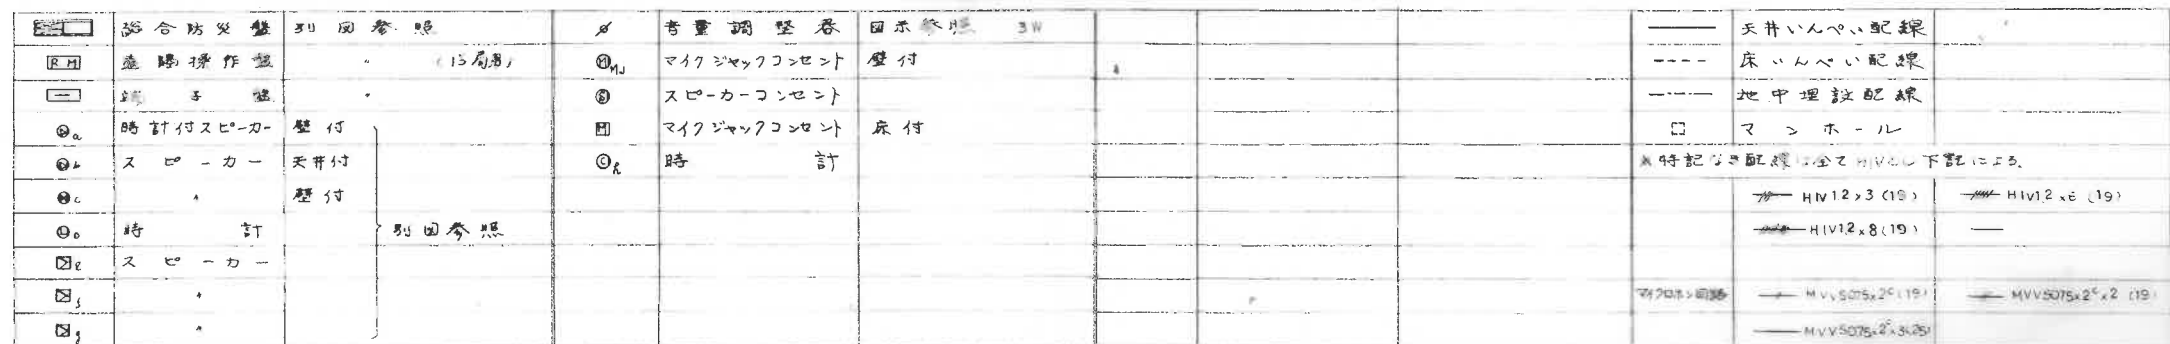 総合防災盤 別図参照 音量調整器 図示参照 3W 天井いんぺい配線
RM 遠隔操作盤 〃 (15局用) MJ マイクジャックコンセント 壁付 床いんぺい配線
端子盤 〃 S スピーカーコンセント 地中埋設配線
a 時計付スピーカー 壁付 M マイクジャックコンセント 床付 マンホール
b スピーカー 天井付 C 時計 ※特記なき配線は全てHIVとし下記による。
c 〃 壁付 HIV1.2×3(19) HIV1.2×6(19)
時計 別図参照 HIV1.2×8(19)
e スピーカー
f 〃 マイクロホン回路 MVVS075×2c(19) MVVS075×2c×2(19)
g 〃 MVVS075×2c×3(25)